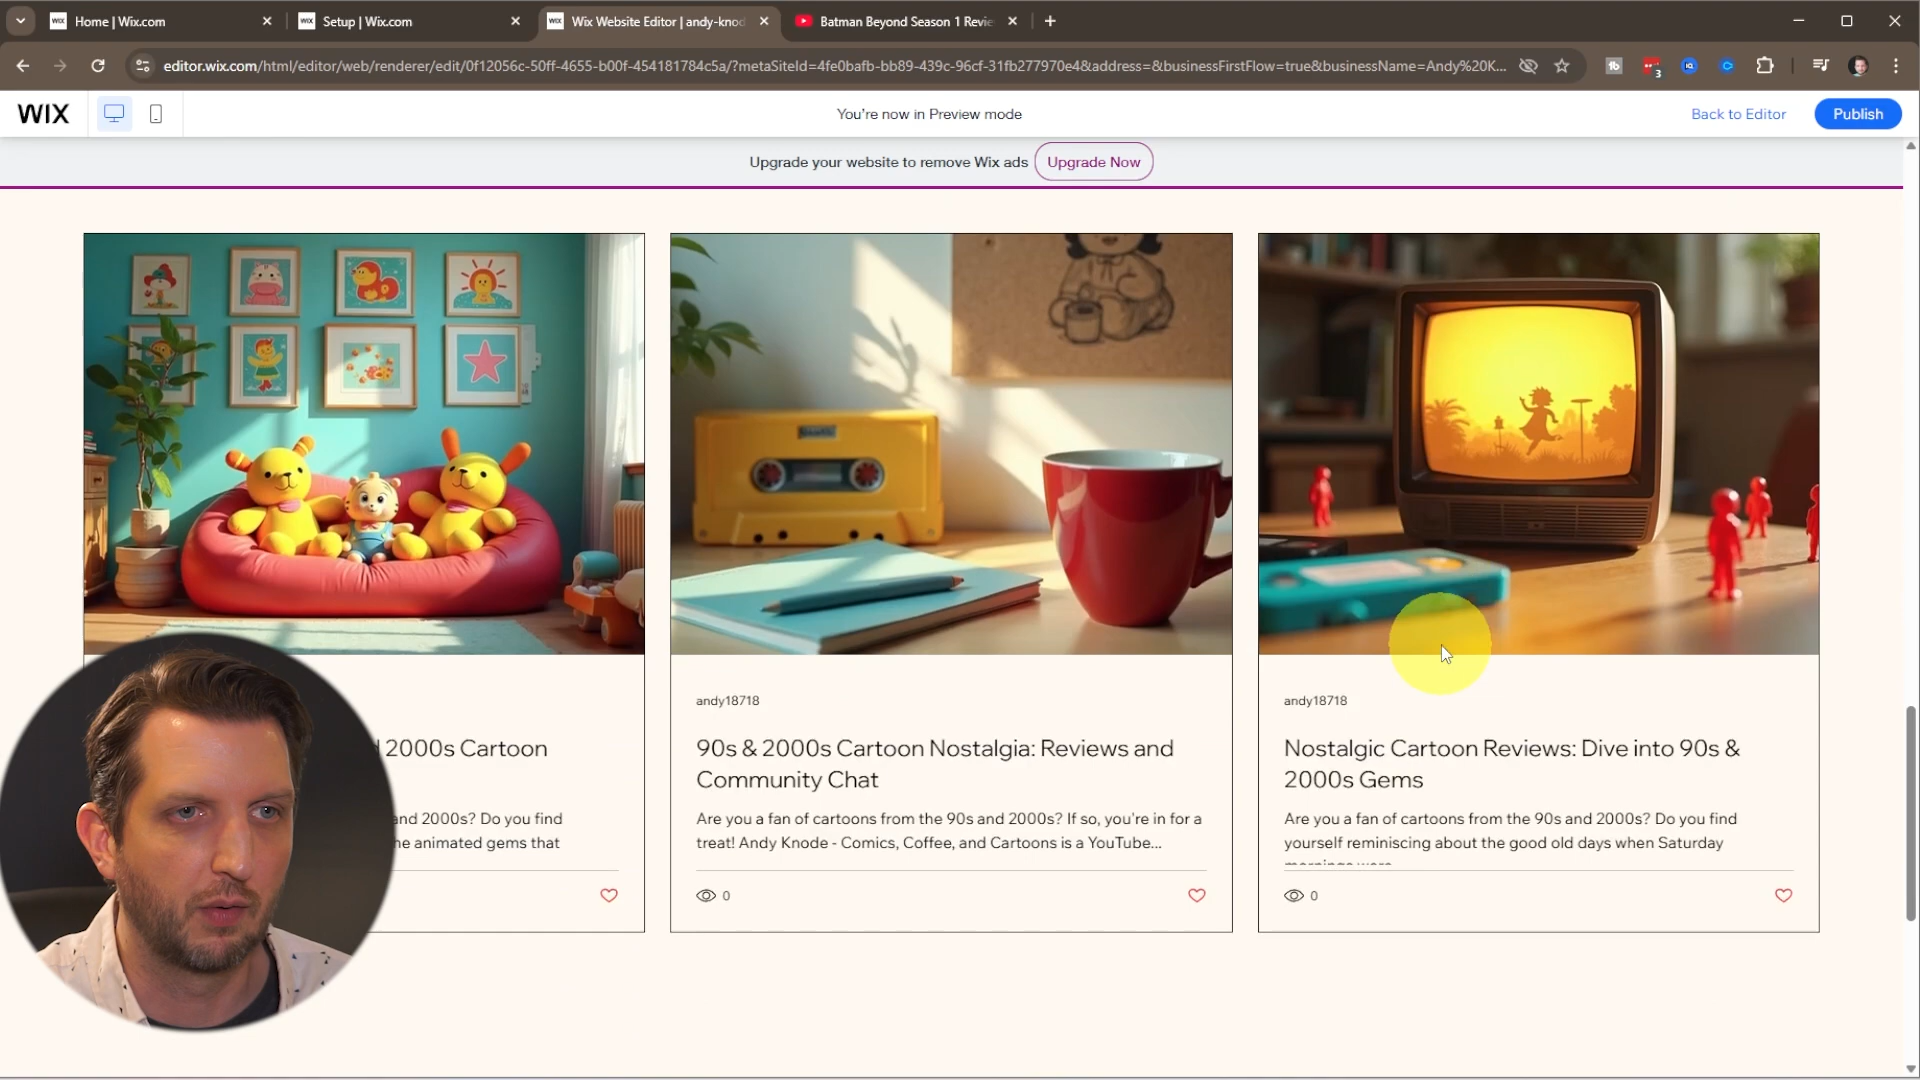 Home | Wix.com
Setup | Wix.com
Wix Website Editor | andy-knod
Batman Beyond Season 1 Revie
editor.wix.com/html/editor/web/renderer/edit/0f12056c-50ff-4655-b00f-454181784c5a/?metaSiteId=4fe0bafb-bb89-439c-96cf-31fb277970e4&address=&businessFirstFlow=true&businessName=Andy%20K...
3
WIX
You're now in Preview mode
Back to Editor
Publish
Upgrade your website to remove Wix ads
Upgrade Now
2000s Cartoon
and 2000s? Do you find
he animated gems that
andy18718
90s & 2000s Cartoon Nostalgia: Reviews and
Community Chat
Are you a fan of cartoons from the 90s and 2000s? If so, you're in for a
treat! Andy Knode - Comics, Coffee, and Cartoons is a YouTube...
0
andy18718
Nostalgic Cartoon Reviews: Dive into 90s &
2000s Gems
Are you a fan of cartoons from the 90s and 2000s? Do you find
yourself reminiscing about the good old days when Saturday
0